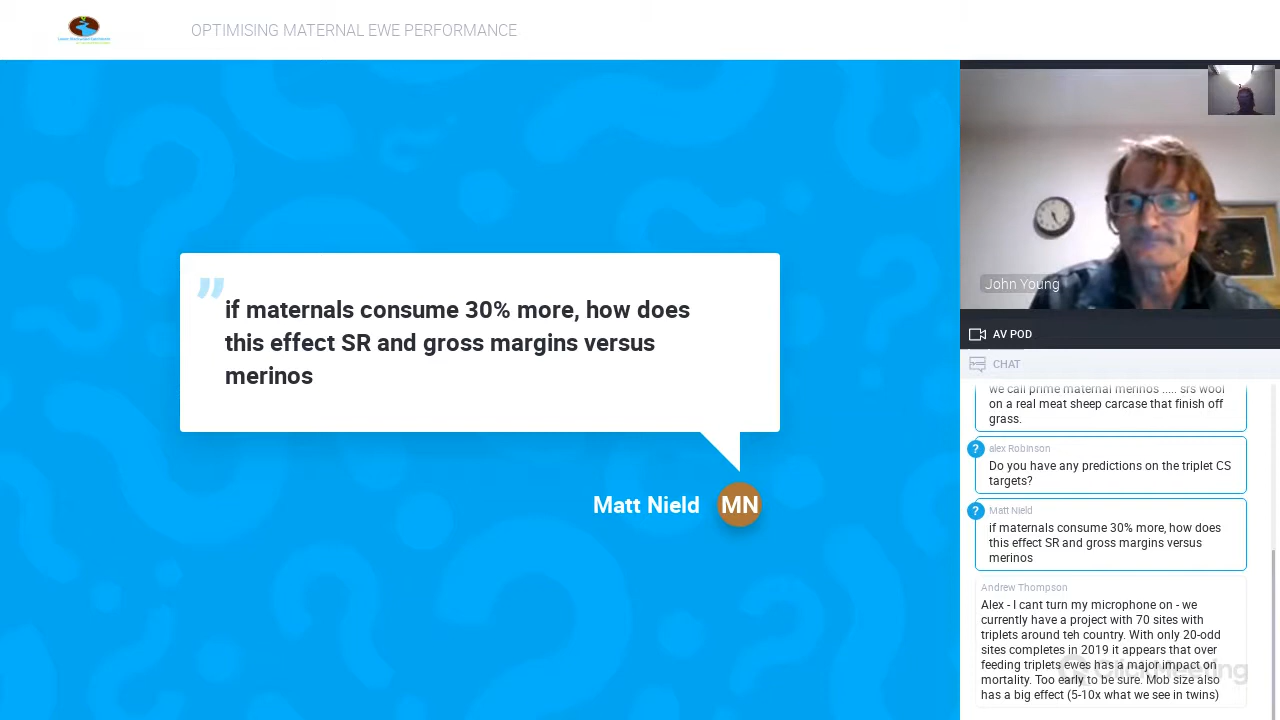 OPTIMISING MATERNAL EWE PERFORMANCE
if maternals consume 30% more, how does
this effect SR and gross margins versus
merinos
Matt Nield
MN
John Young
AV POD
CHAT
we call prime maternal merinos ..... srs wool
on a real meat sheep carcase that finish off
grass.
?
alex Robinson
Do you have any predictions on the triplet CS
targets?
?
Matt Nield
if maternals consume 30% more, how does
this effect SR and gross margins versus
merinos
Andrew Thompson
Alex - I cant turn my microphone on - we
currently have a project with 70 sites with
triplets around teh country. With only 20-odd
sites completes in 2019 it appears that over
feeding triplets ewes has a major impact on
mortality. Too early to be sure. Mob size also
has a big effect (5-10x what we see in twins)
ClickMeeting